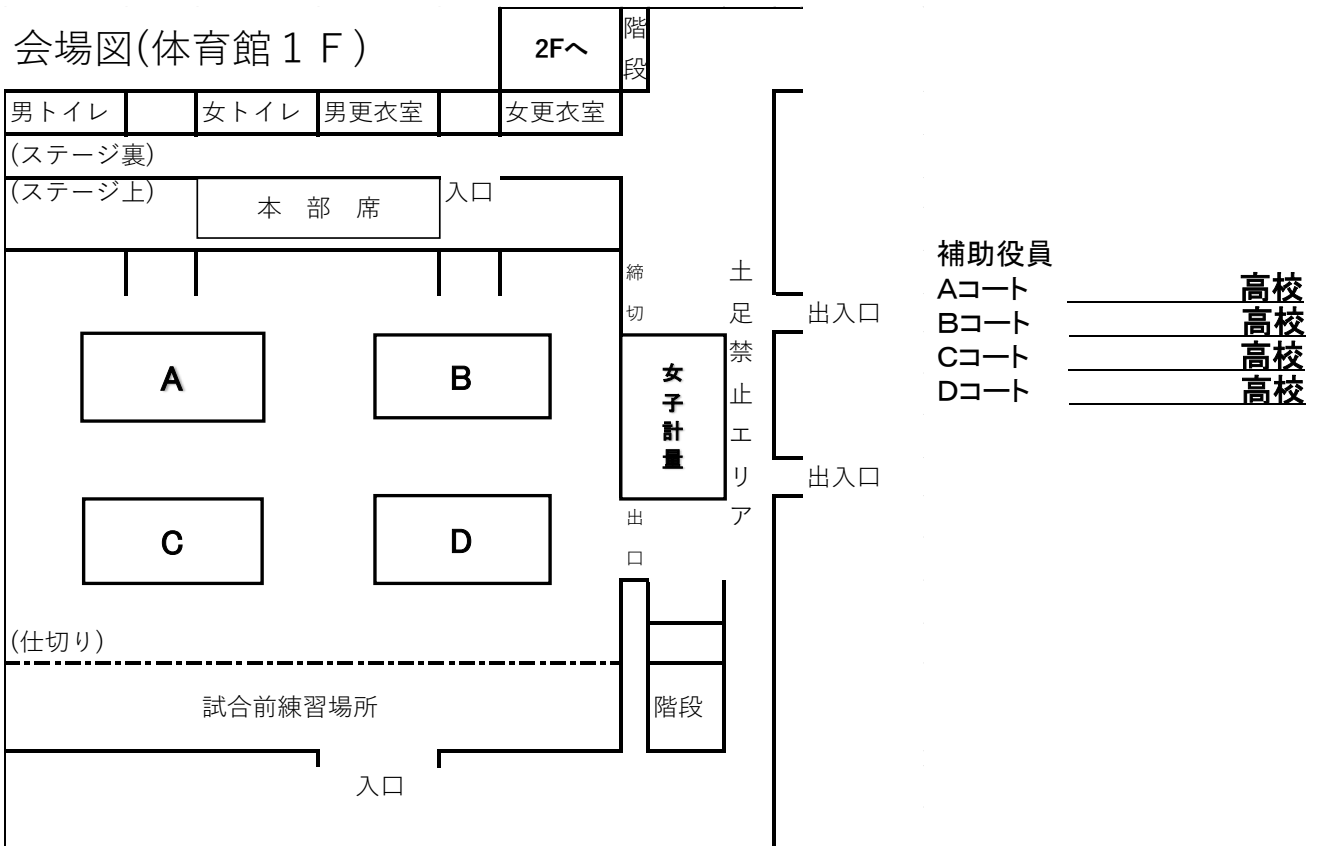 会場図(体育館１Ｆ)
2Fへ
階段
男トイレ
女トイレ
男更衣室
女更衣室
(ステージ裏)
(ステージ上)
本 部 席
入口
締切
土足禁止エリア
出入口
A
B
女子計量
出入口
C
D
出口
(仕切り)
試合前練習場所
階段
入口
補助役員
Aコート 高校
Bコート 高校
Cコート 高校
Dコート 高校